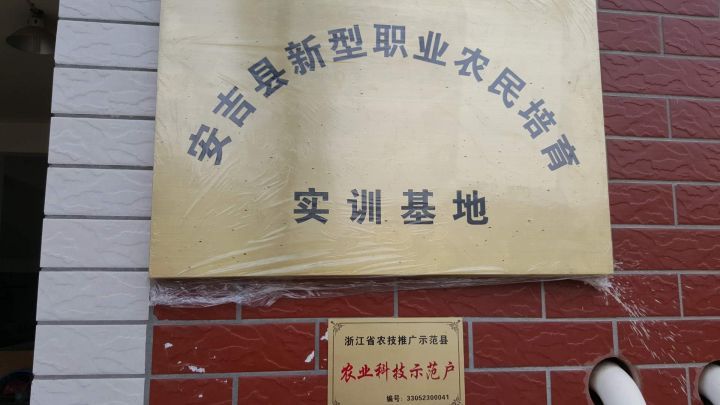 安吉县新型职业农民培育
实训基地
浙江省农技推广示范县
农业科技示范户
编号：33052300041